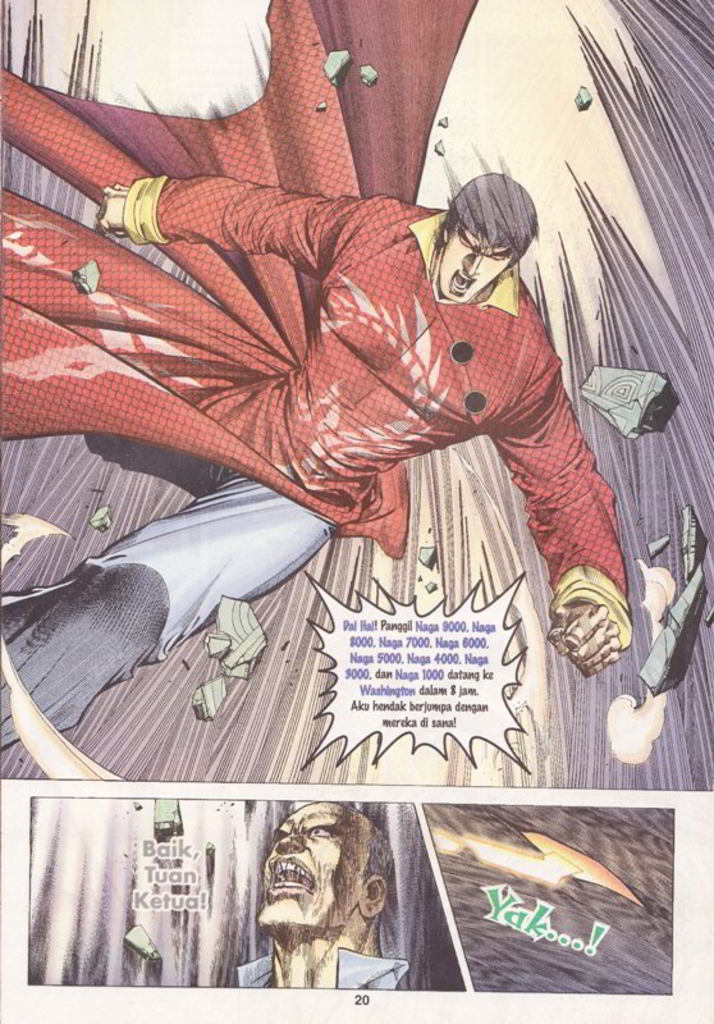 Dai Hai! Panggil Naga 9000, Naga
8000, Naga 7000, Naga 6000,
Naga 5000, Naga 4000, Naga
3000, dan Naga 1000 datang ke
Washington dalam 8 jam.
Aku hendak berjumpa dengan
mereka di sana!
Baik,
Tuan
Ketua!
Yak....!
20